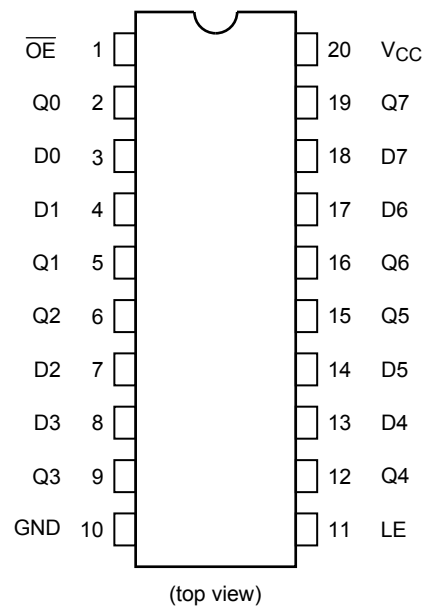 O̅E̅ 1 20 VCC
Q0 2 19 Q7
D0 3 18 D7
D1 4 17 D6
Q1 5 16 Q6
Q2 6 15 Q5
D2 7 14 D5
D3 8 13 D4
Q3 9 12 Q4
GND 10 11 LE
(top view)